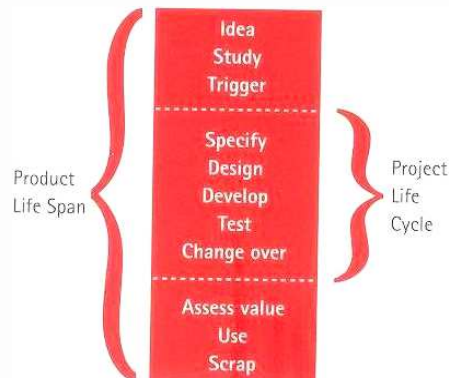 Idea
Study
Trigger
Specify
Design
Develop
Test
Change over
Assess value
Use
Scrap
Product
Life Span
Project
Life
Cycle